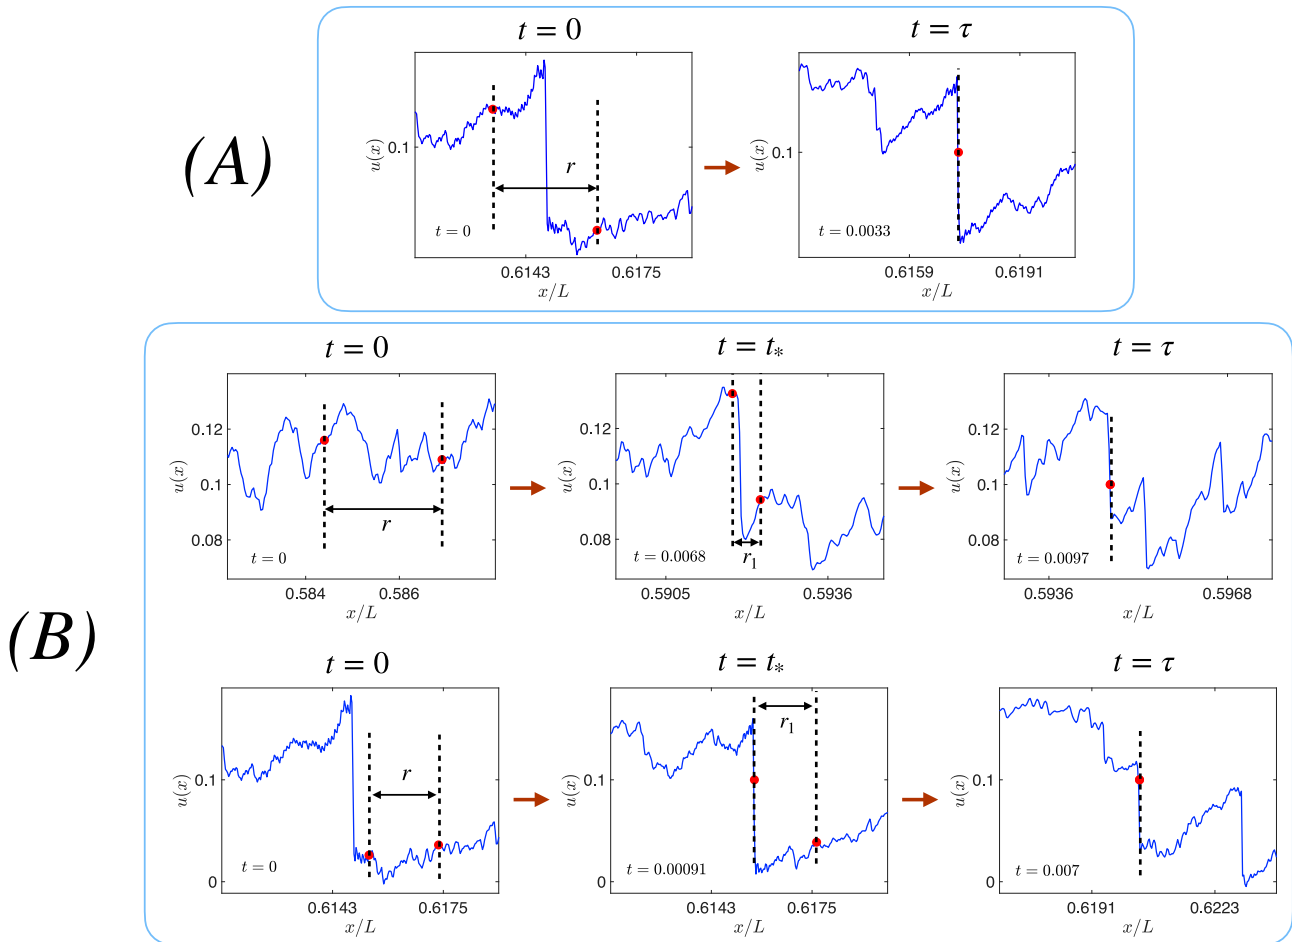 (A)
t = 0
t = τ
u(x)
0.1
r
t = 0
0.6143
0.6175
x/L
u(x)
0.1
t = 0.0033
0.6159
0.6191
x/L
(B)
t = 0
t = t*
t = τ
u(x)
0.12
0.1
0.08
r
t = 0
0.584
0.586
x/L
u(x)
0.12
0.1
0.08
t = 0.0068
r₁
0.5905
0.5936
x/L
u(x)
0.12
0.1
0.08
t = 0.0097
0.5936
0.5968
x/L
t = 0
t = t*
t = τ
u(x)
0.1
0
r
t = 0
0.6143
0.6175
x/L
u(x)
0.1
0
r₁
t = 0.00091
0.6143
0.6175
x/L
u(x)
0.1
0
t = 0.007
0.6191
0.6223
x/L